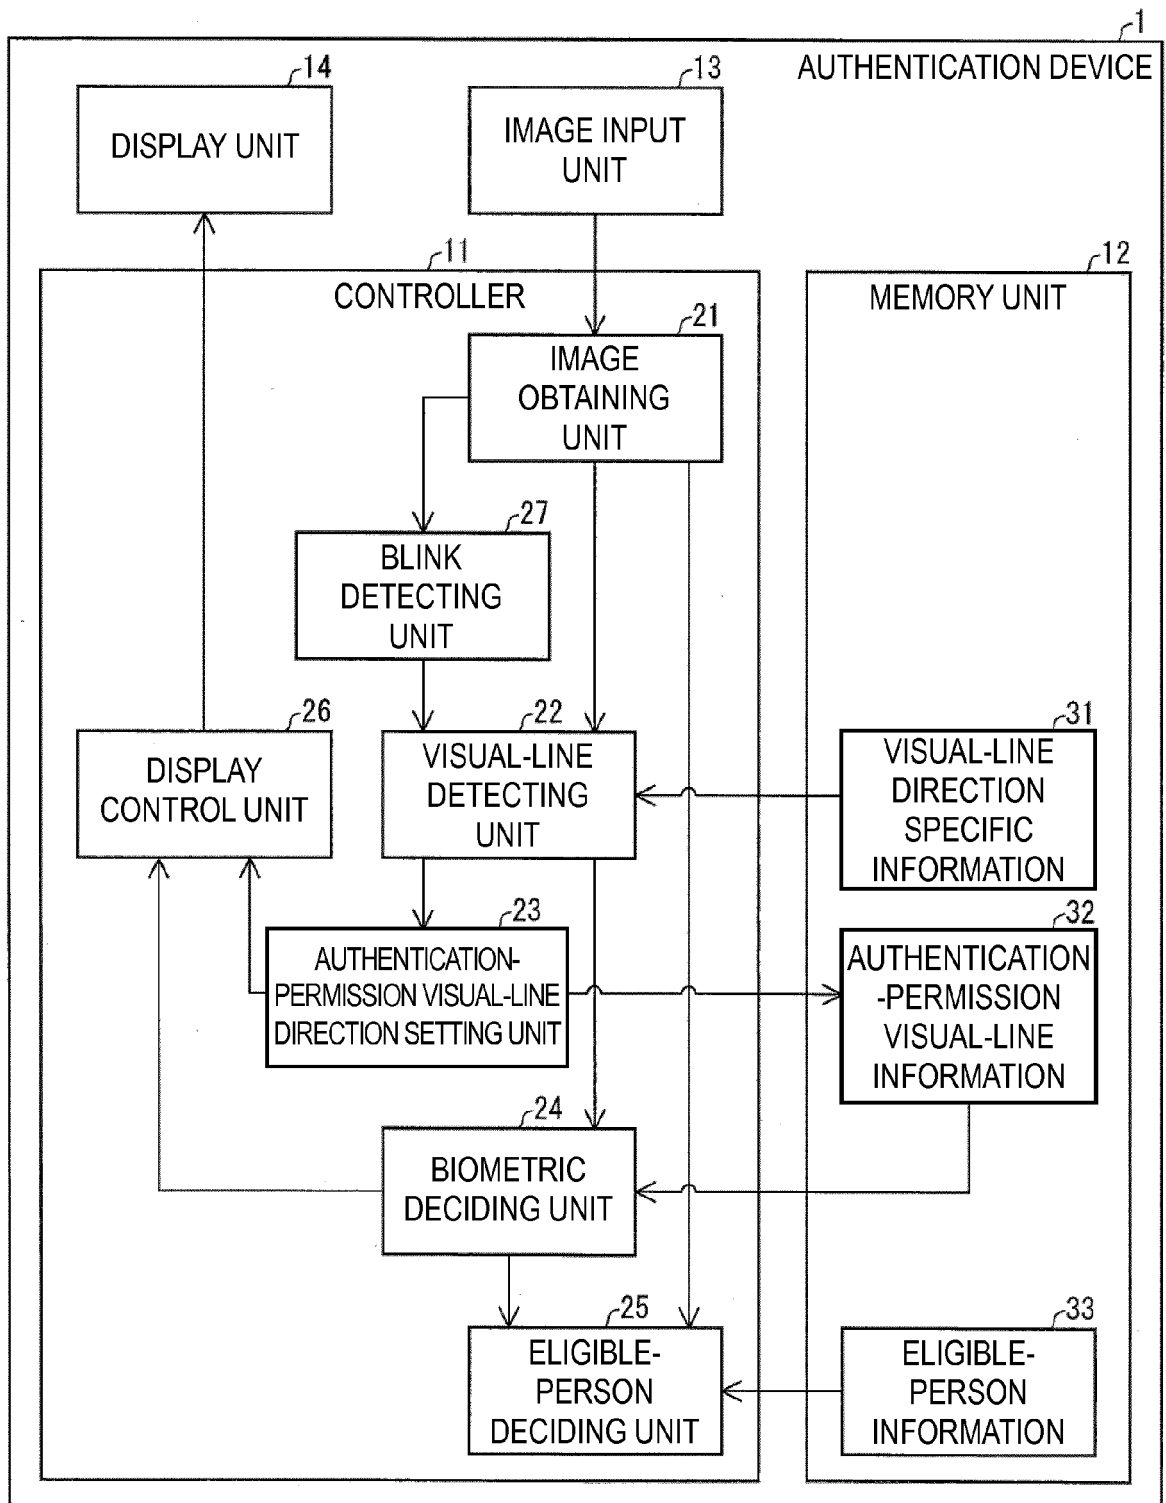 1
AUTHENTICATION DEVICE
14
DISPLAY UNIT
13
IMAGE INPUT
UNIT
11
CONTROLLER
12
MEMORY UNIT
21
IMAGE
OBTAINING
UNIT
27
BLINK
DETECTING
UNIT
26
DISPLAY
CONTROL UNIT
22
VISUAL-LINE
DETECTING
UNIT
31
VISUAL-LINE
DIRECTION
SPECIFIC
INFORMATION
23
AUTHENTICATION-
PERMISSION VISUAL-LINE
DIRECTION SETTING UNIT
32
AUTHENTICATION
-PERMISSION
VISUAL-LINE
INFORMATION
24
BIOMETRIC
DECIDING UNIT
25
ELIGIBLE-
PERSON
DECIDING UNIT
33
ELIGIBLE-
PERSON
INFORMATION